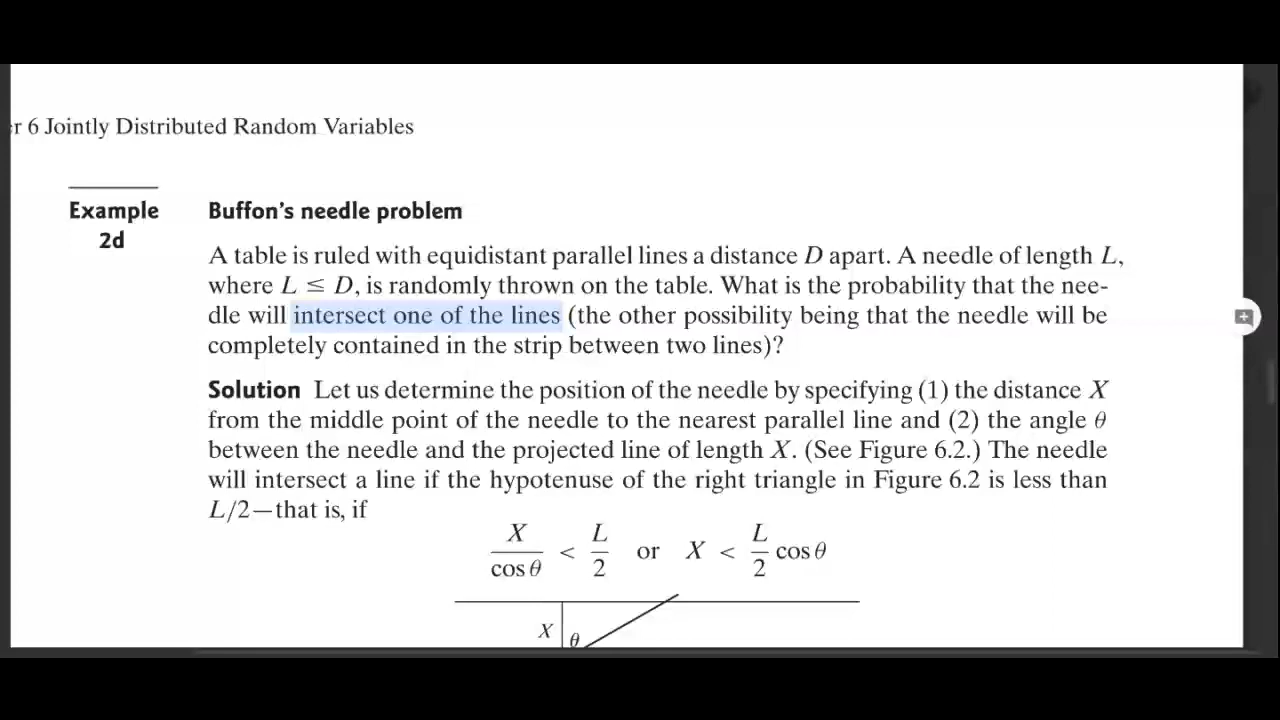 r 6 Jointly Distributed Random Variables
Example
2d
Buffon's needle problem
A table is ruled with equidistant parallel lines a distance D apart. A needle of length L,
where L ≤ D, is randomly thrown on the table. What is the probability that the nee-
dle will intersect one of the lines (the other possibility being that the needle will be
completely contained in the strip between two lines)?
Solution Let us determine the position of the needle by specifying (1) the distance X
from the middle point of the needle to the nearest parallel line and (2) the angle θ
between the needle and the projected line of length X. (See Figure 6.2.) The needle
will intersect a line if the hypotenuse of the right triangle in Figure 6.2 is less than
L/2—that is, if
X/cos θ < L/2 or X < L/2 cos θ
X θ